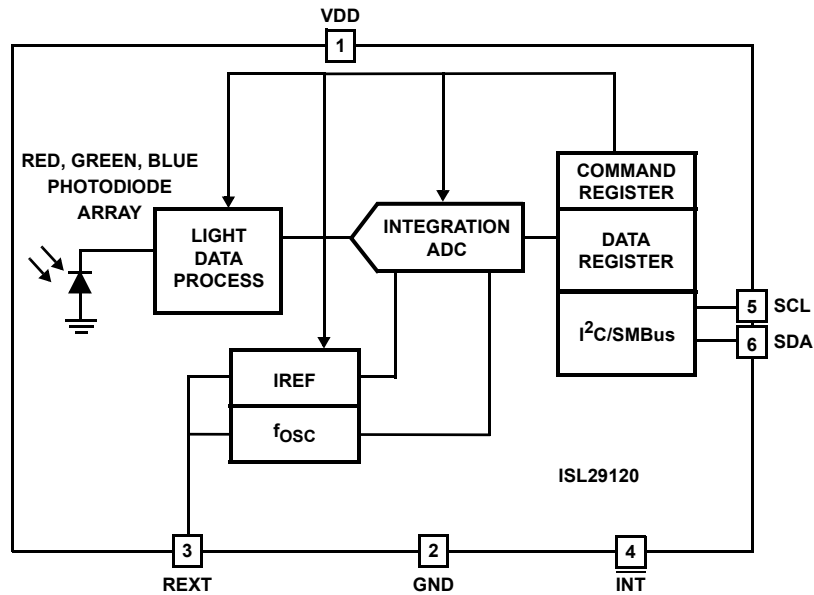 VDD
1
RED, GREEN, BLUE
PHOTODIODE
ARRAY
LIGHT
DATA
PROCESS
INTEGRATION
ADC
COMMAND
REGISTER
DATA
REGISTER
I²C/SMBus
5 SCL
6 SDA
IREF
fOSC
ISL29120
3
REXT
2
GND
4
INT